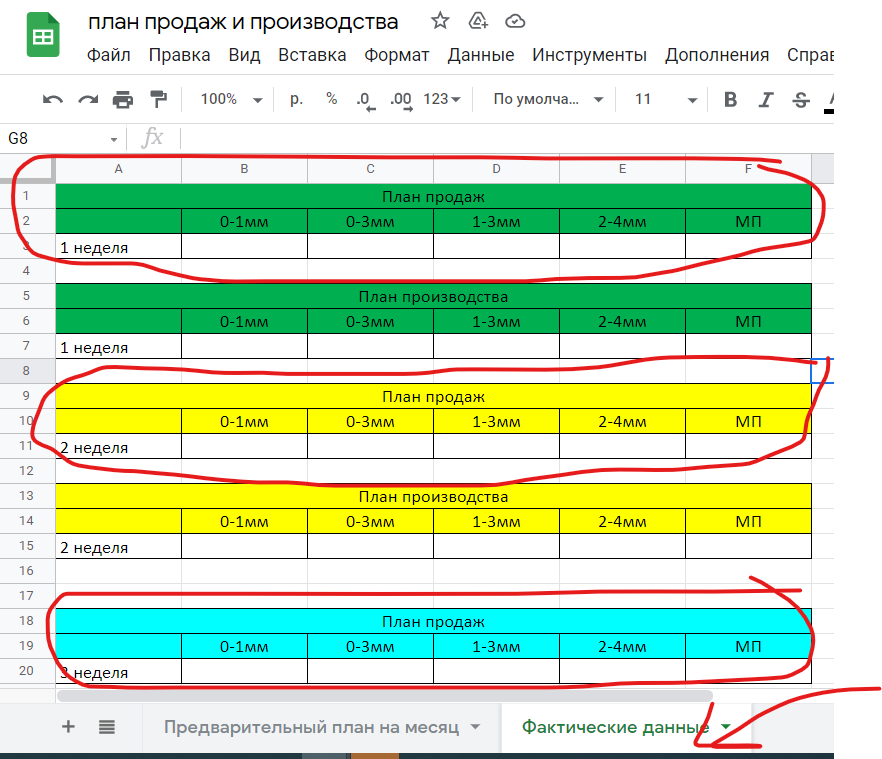 план продаж и производства
Файл Правка Вид Вставка Формат Данные Инструменты Дополнения Справ
100% р. % .0 .00 123 По умолча... 11 B I S A
G8 fx
A B C D E F
1 План продаж
2 0-1мм 0-3мм 1-3мм 2-4мм МП
3 1 неделя
4
5 План производства
6 0-1мм 0-3мм 1-3мм 2-4мм МП
7 1 неделя
8
9 План продаж
10 0-1мм 0-3мм 1-3мм 2-4мм МП
11 2 неделя
12
13 План производства
14 0-1мм 0-3мм 1-3мм 2-4мм МП
15 2 неделя
16
17
18 План продаж
19 0-1мм 0-3мм 1-3мм 2-4мм МП
20 3 неделя
Предварительный план на месяц Фактические данные